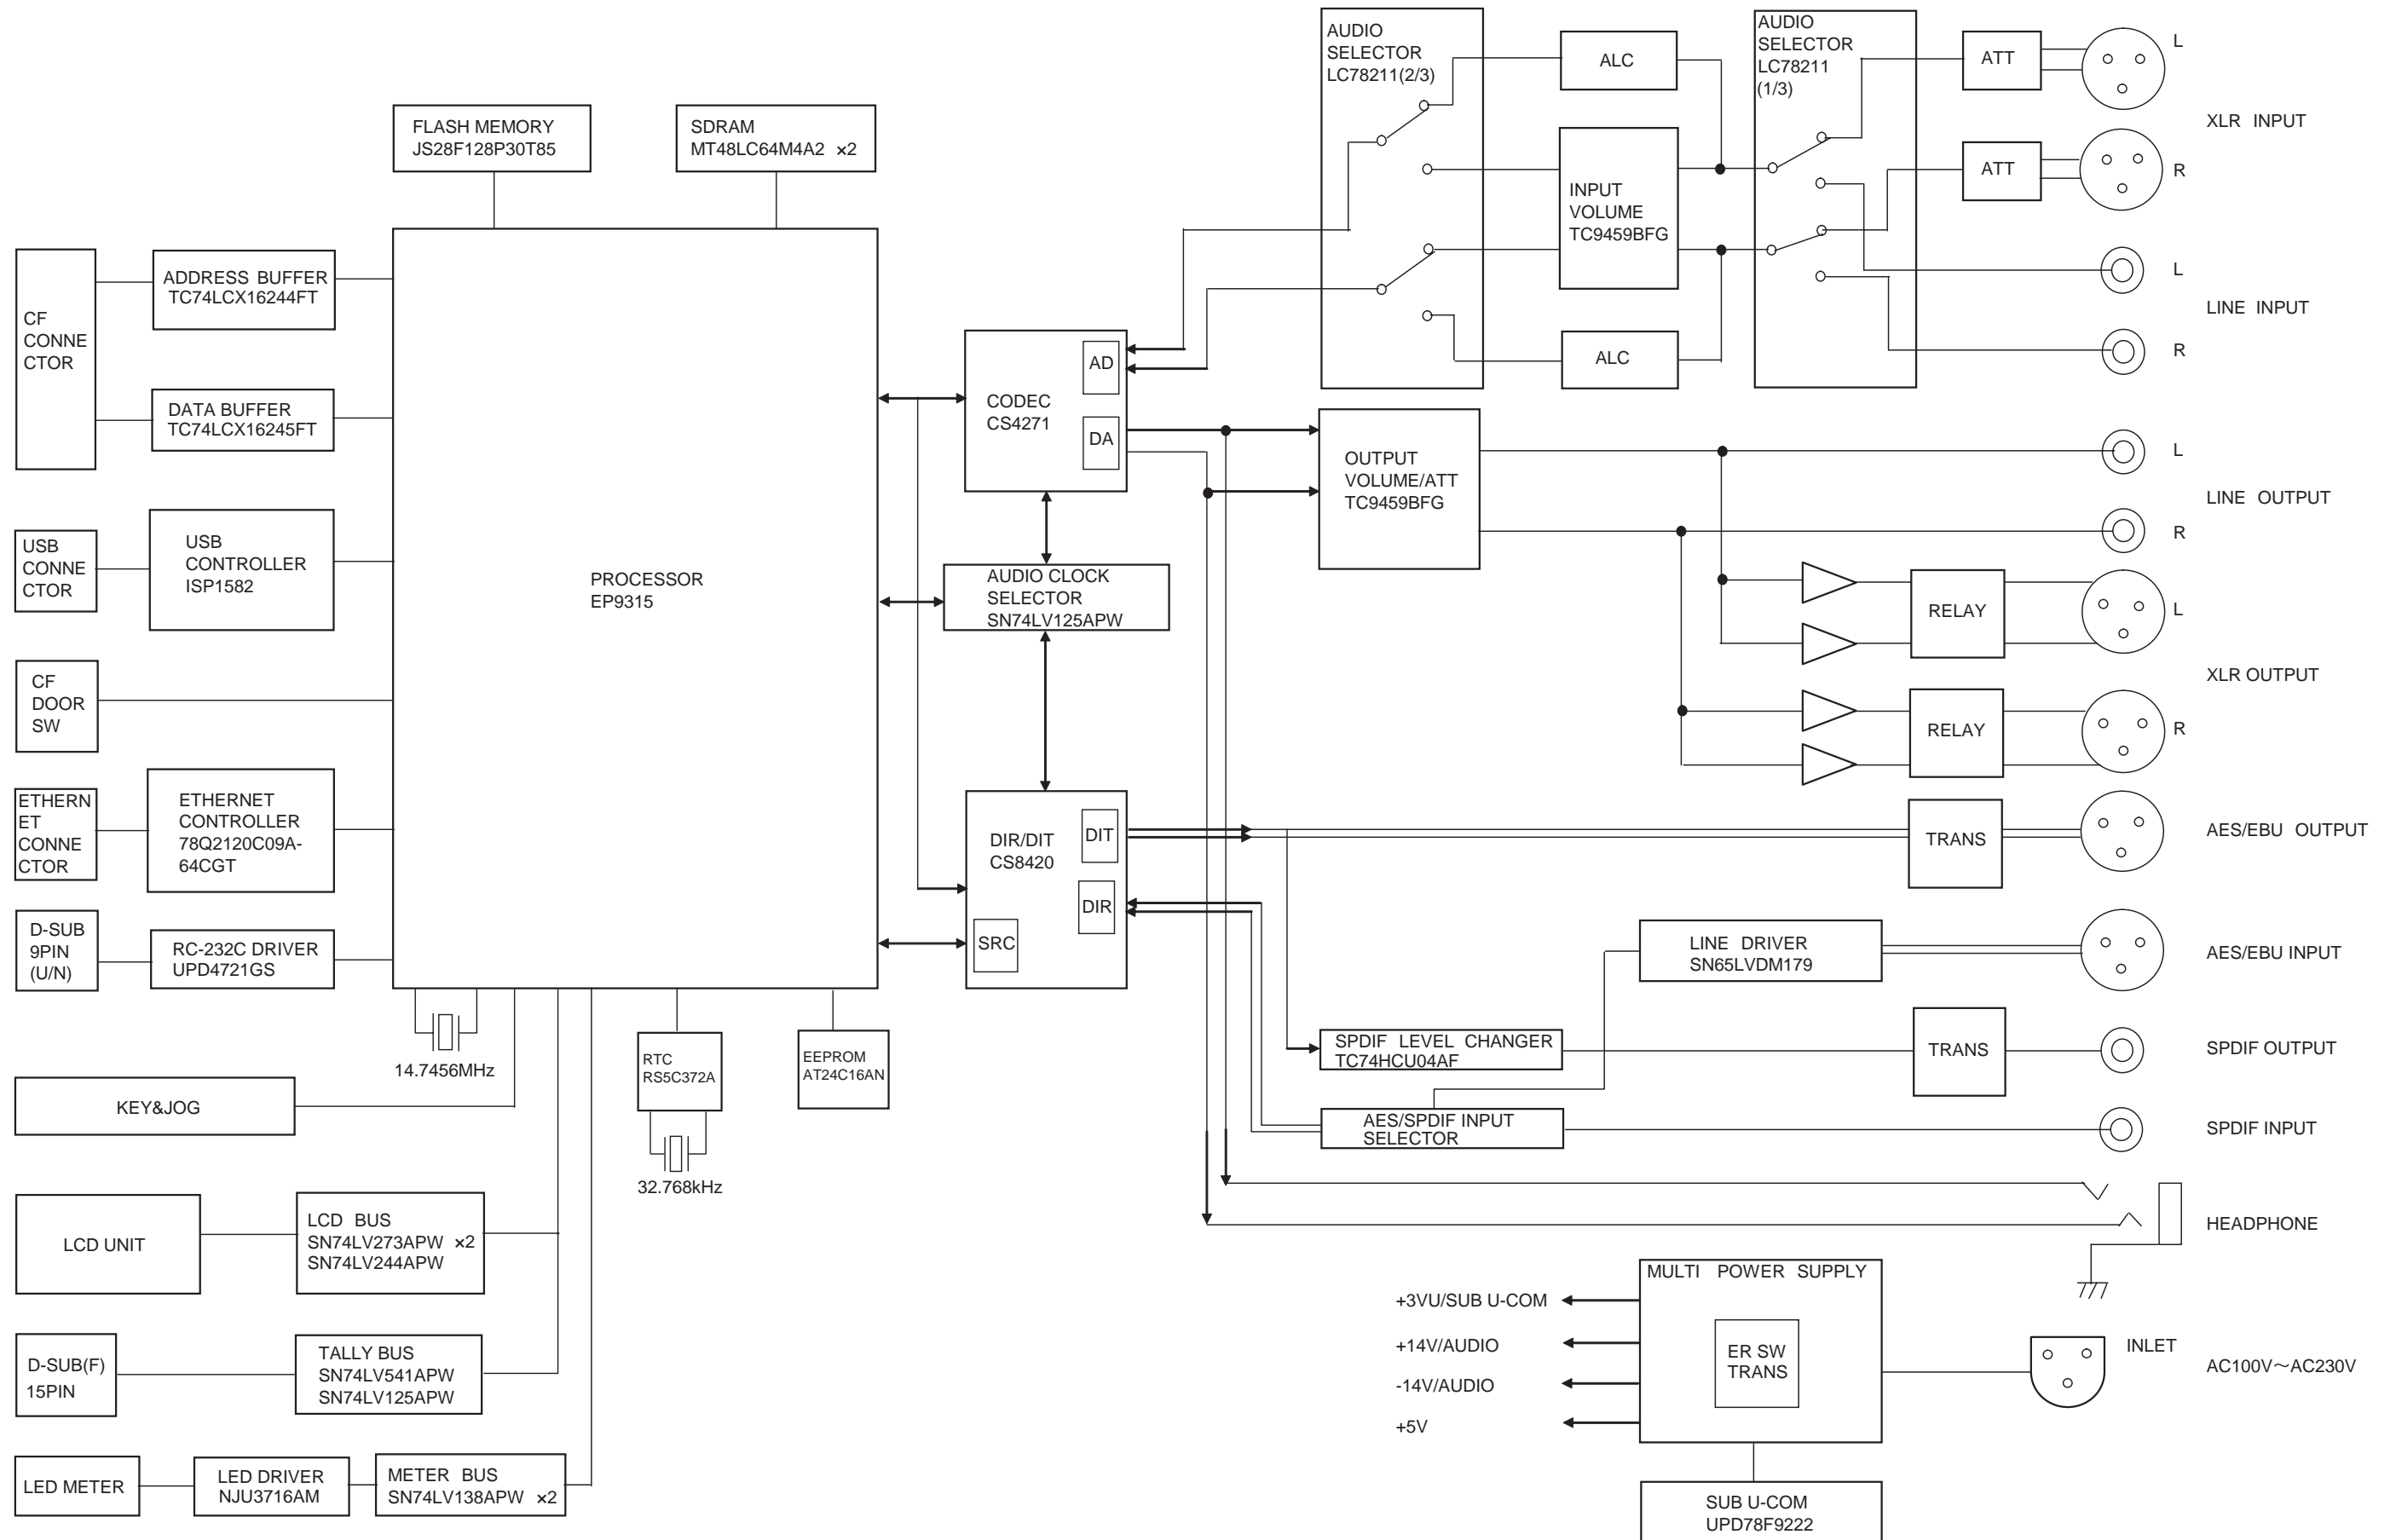 FLASH MEMORY
JS28F128P30T85
SDRAM
MT48LC64M4A2 ×2
CF
CONNE
CTOR
ADDRESS BUFFER
TC74LCX16244FT
DATA BUFFER
TC74LCX16245FT
USB
CONNE
CTOR
USB
CONTROLLER
ISP1582
CF
DOOR
SW
ETHERN
ET
CONNE
CTOR
ETHERNET
CONTROLLER
78Q2120C09A-
64CGT
D-SUB
9PIN
(U/N)
RC-232C DRIVER
UPD4721GS
PROCESSOR
EP9315
14.7456MHz
RTC
RS5C372A
32.768kHz
EEPROM
AT24C16AN
KEY&JOG
LCD UNIT
LCD BUS
SN74LV273APW ×2
SN74LV244APW
D-SUB(F)
15PIN
TALLY BUS
SN74LV541APW
SN74LV125APW
LED METER
LED DRIVER
NJU3716AM
METER BUS
SN74LV138APW ×2
CODEC
CS4271
AD
DA
AUDIO CLOCK
SELECTOR
SN74LV125APW
DIR/DIT
CS8420
DIT
DIR
SRC
AUDIO
SELECTOR
LC78211(2/3)
ALC
INPUT
VOLUME
TC9459BFG
ALC
AUDIO
SELECTOR
LC78211
(1/3)
ATT
L
XLR INPUT
ATT
R
L
LINE INPUT
R
OUTPUT
VOLUME/ATT
TC9459BFG
L
LINE OUTPUT
R
RELAY
L
XLR OUTPUT
RELAY
R
TRANS
AES/EBU OUTPUT
LINE DRIVER
SN65LVDM179
AES/EBU INPUT
SPDIF LEVEL CHANGER
TC74HCU04AF
TRANS
SPDIF OUTPUT
AES/SPDIF INPUT
SELECTOR
SPDIF INPUT
HEADPHONE
MULTI POWER SUPPLY
+3VU/SUB U-COM
+14V/AUDIO
-14V/AUDIO
+5V
ER SW
TRANS
INLET
AC100V～AC230V
SUB U-COM
UPD78F9222